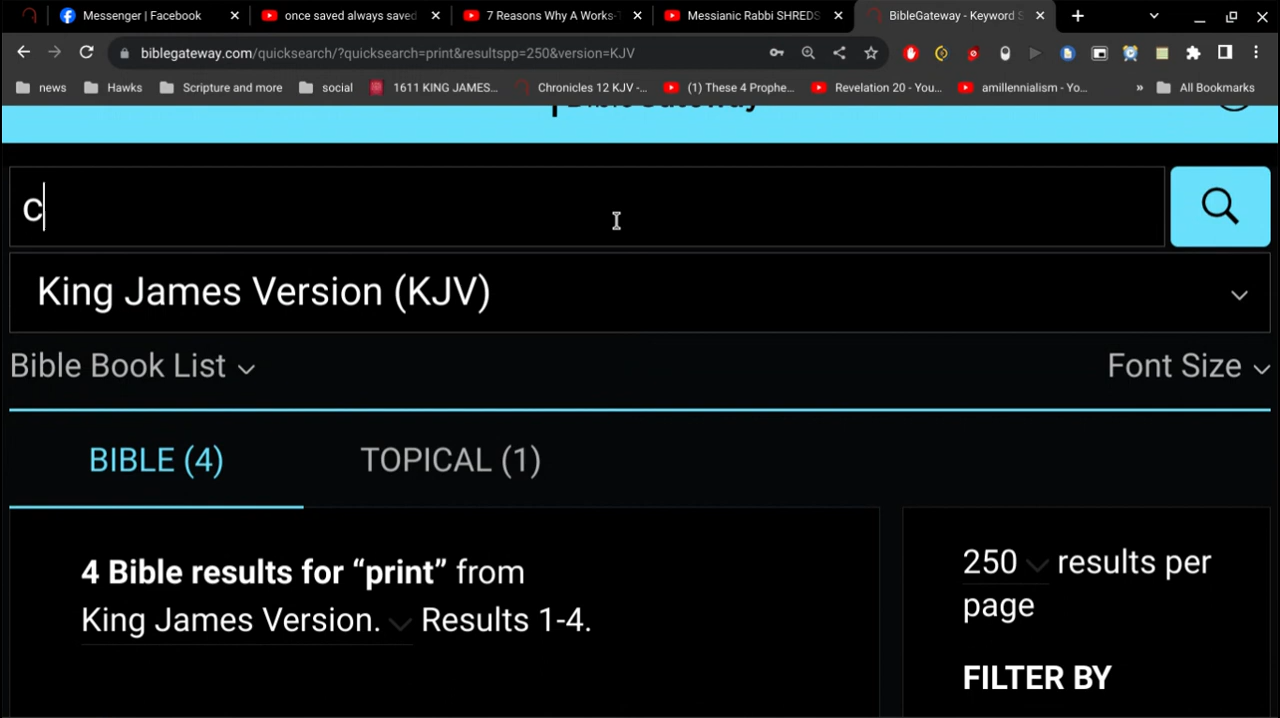 Messenger | Facebook
once saved always saved
7 Reasons Why A Works-
Messianic Rabbi SHREDS
BibleGateway - Keyword S
biblegateway.com/quicksearch/?quicksearch=print&resultspp=250&version=KJV
news Hawks Scripture and more social 1611 KING JAMES... Chronicles 12 KJV -... (1) These 4 Prophe... Revelation 20 - You... amillennialism - Yo... » All Bookmarks
c
King James Version (KJV)
Bible Book List
Font Size
BIBLE (4) TOPICAL (1)
4 Bible results for “print” from
King James Version. Results 1-4.
250 results per
page
FILTER BY